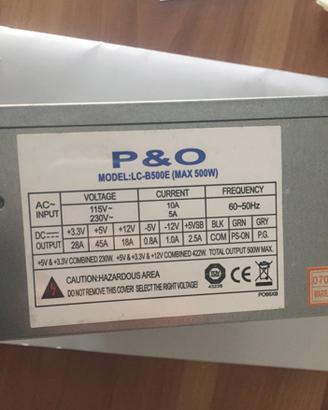 P&O
MODEL:LC-B500E (MAX 500W)
AC~ INPUT VOLTAGE CURRENT FREQUENCY
115V~ 10A 60~50Hz
230V~ 5A
DC OUTPUT +3.3V +5V +12V -5V -12V +5VSB BLK GRN GRY
28A 45A 18A 0.8A 1.0A 2.5A COM PS-ON P.G.
+5V & +3.3V COMBINED 230W. +5V & +3.3V & +12V COMBINED 422W. TOTAL OUTPUT 500W MAX.
CAUTION:HAZARDOUS AREA
DO NOT REMOVE THIS COVER! SELECT THE RIGHT VOLTAGE!
CE
070